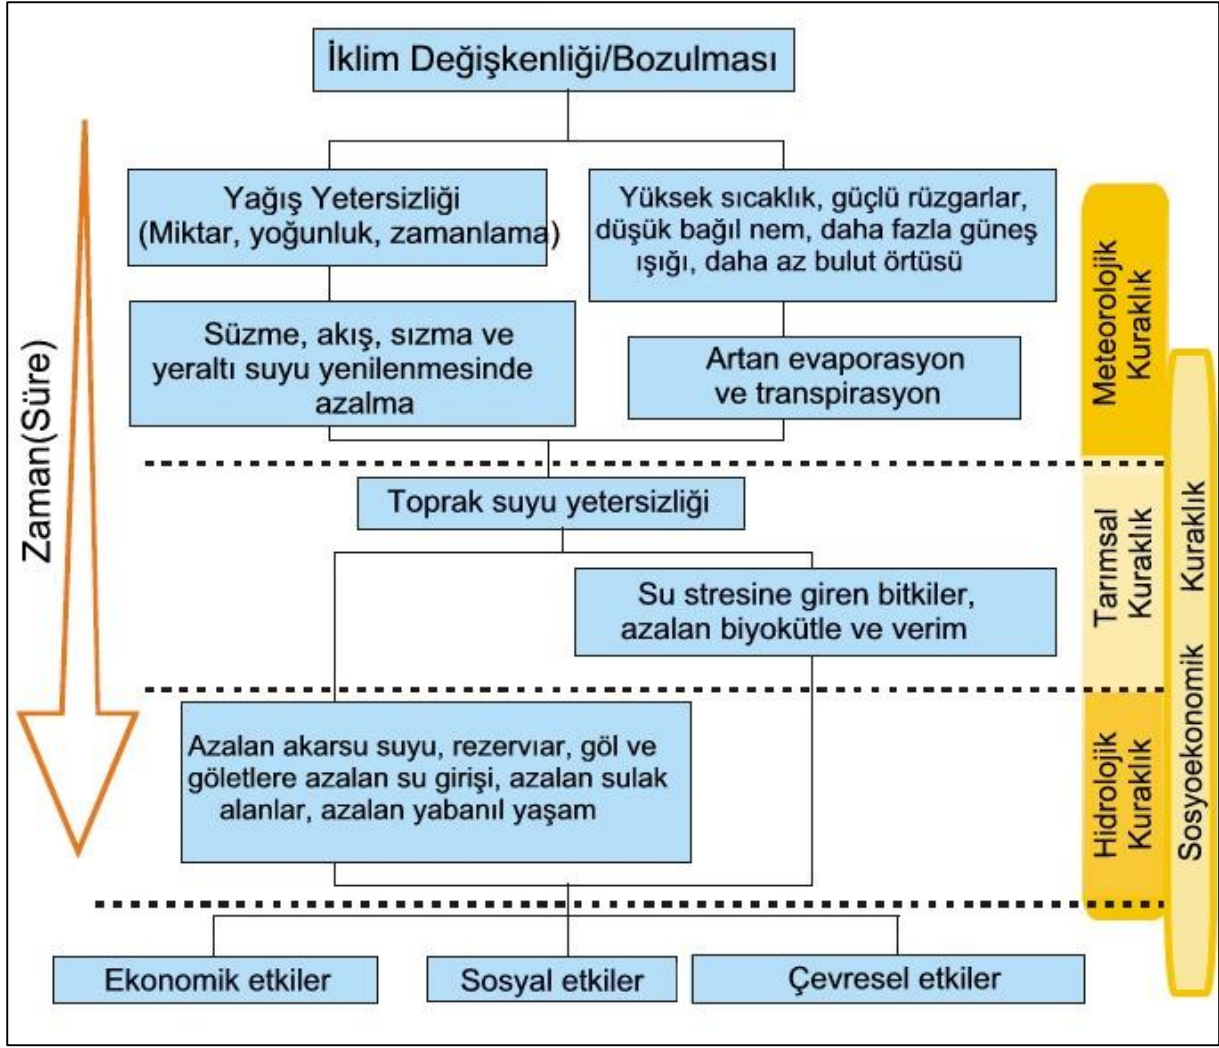 İklim Değişkenliği/Bozulması
Yağış Yetersizliği
(Miktar, yoğunluk, zamanlama)
Yüksek sıcaklık, güçlü rüzgarlar,
düşük bağıl nem, daha fazla güneş
ışığı, daha az bulut örtüsü
Süzme, akış, sızma ve
yeraltı suyu yenilenmesinde
azalma
Artan evaporasyon
ve transpirasyon
Toprak suyu yetersizliği
Su stresine giren bitkiler,
azalan biyokütle ve verim
Azalan akarsu suyu, rezervıar, göl ve
göletlere azalan su girişi, azalan sulak
alanlar, azalan yabanıl yaşam
Ekonomik etkiler
Sosyal etkiler
Çevresel etkiler
Zaman(Süre)
Meteorolojik
Kuraklık
Tarımsal
Kuraklık
Hidrolojik
Kuraklık
Sosyoekonomik Kuraklık